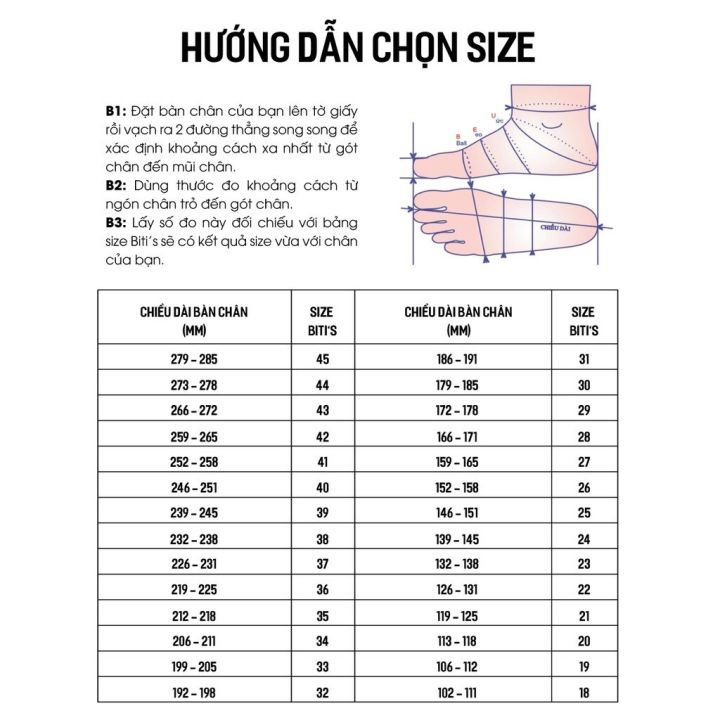 HƯỚNG DẪN CHỌN SIZE
B1: Đặt bàn chân của bạn lên tờ giấy
rồi vạch ra 2 đường thẳng song song để
xác định khoảng cách xa nhất từ gót
chân đến mũi chân.
B2: Dùng thước đo khoảng cách từ
ngón chân trỏ đến gót chân.
B3: Lấy số đo này đối chiếu với bảng
size Biti's sẽ có kết quả size vừa với chân
của bạn.
U
E
B
Ball
CHIỀU DÀI
CHIỀU DÀI BÀN CHÂN SIZE CHIỀU DÀI BÀN CHÂN SIZE
(MM) BITI'S (MM) BITI'S
279 – 285 45 186 – 191 31
273 – 278 44 179 – 185 30
266 – 272 43 172 – 178 29
259 – 265 42 166 – 171 28
252 – 258 41 159 – 165 27
246 – 251 40 152 – 158 26
239 – 245 39 146 – 151 25
232 – 238 38 139 – 145 24
226 – 231 37 132 – 138 23
219 – 225 36 126 – 131 22
212 – 218 35 119 – 125 21
206 – 211 34 113 – 118 20
199 – 205 33 106 – 112 19
192 – 198 32 102 – 111 18